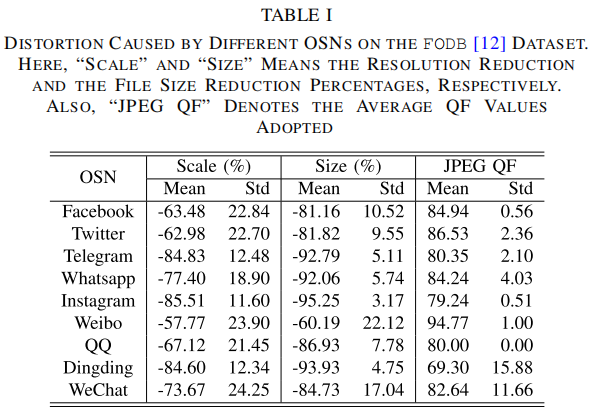 TABLE I
DISTORTION CAUSED BY DIFFERENT OSNS ON THE FODB [12] DATASET.
HERE, "SCALE" AND "SIZE" MEANS THE RESOLUTION REDUCTION
AND THE FILE SIZE REDUCTION PERCENTAGES, RESPECTIVELY.
ALSO, "JPEG QF" DENOTES THE AVERAGE QF VALUES
ADOPTED
OSN Scale (%) Size (%) JPEG QF
Mean Std Mean Std Mean Std
Facebook -63.48 22.84 -81.16 10.52 84.94 0.56
Twitter -62.98 22.70 -81.82 9.55 86.53 2.36
Telegram -84.83 12.48 -92.79 5.11 80.35 2.10
Whatsapp -77.40 18.90 -92.06 5.74 84.24 4.03
Instagram -85.51 11.60 -95.25 3.17 79.24 0.51
Weibo -57.77 23.90 -60.19 22.12 94.77 1.00
QQ -67.12 21.45 -86.93 7.78 80.00 0.00
Dingding -84.60 12.34 -93.93 4.75 69.30 15.88
WeChat -73.67 24.25 -84.73 17.04 82.64 11.66